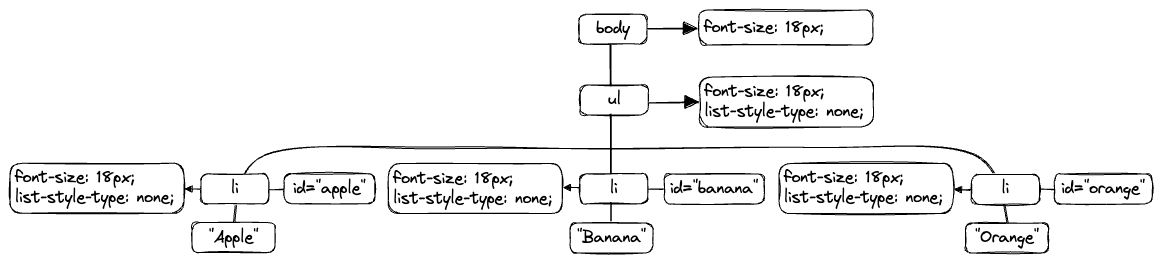 body
font-size: 18px;
ul
font-size: 18px;
list-style-type: none;
font-size: 18px;
list-style-type: none;
li
id="apple"
"Apple"
font-size: 18px;
list-style-type: none;
li
id="banana"
"Banana"
font-size: 18px;
list-style-type: none;
li
id="orange"
"Orange"